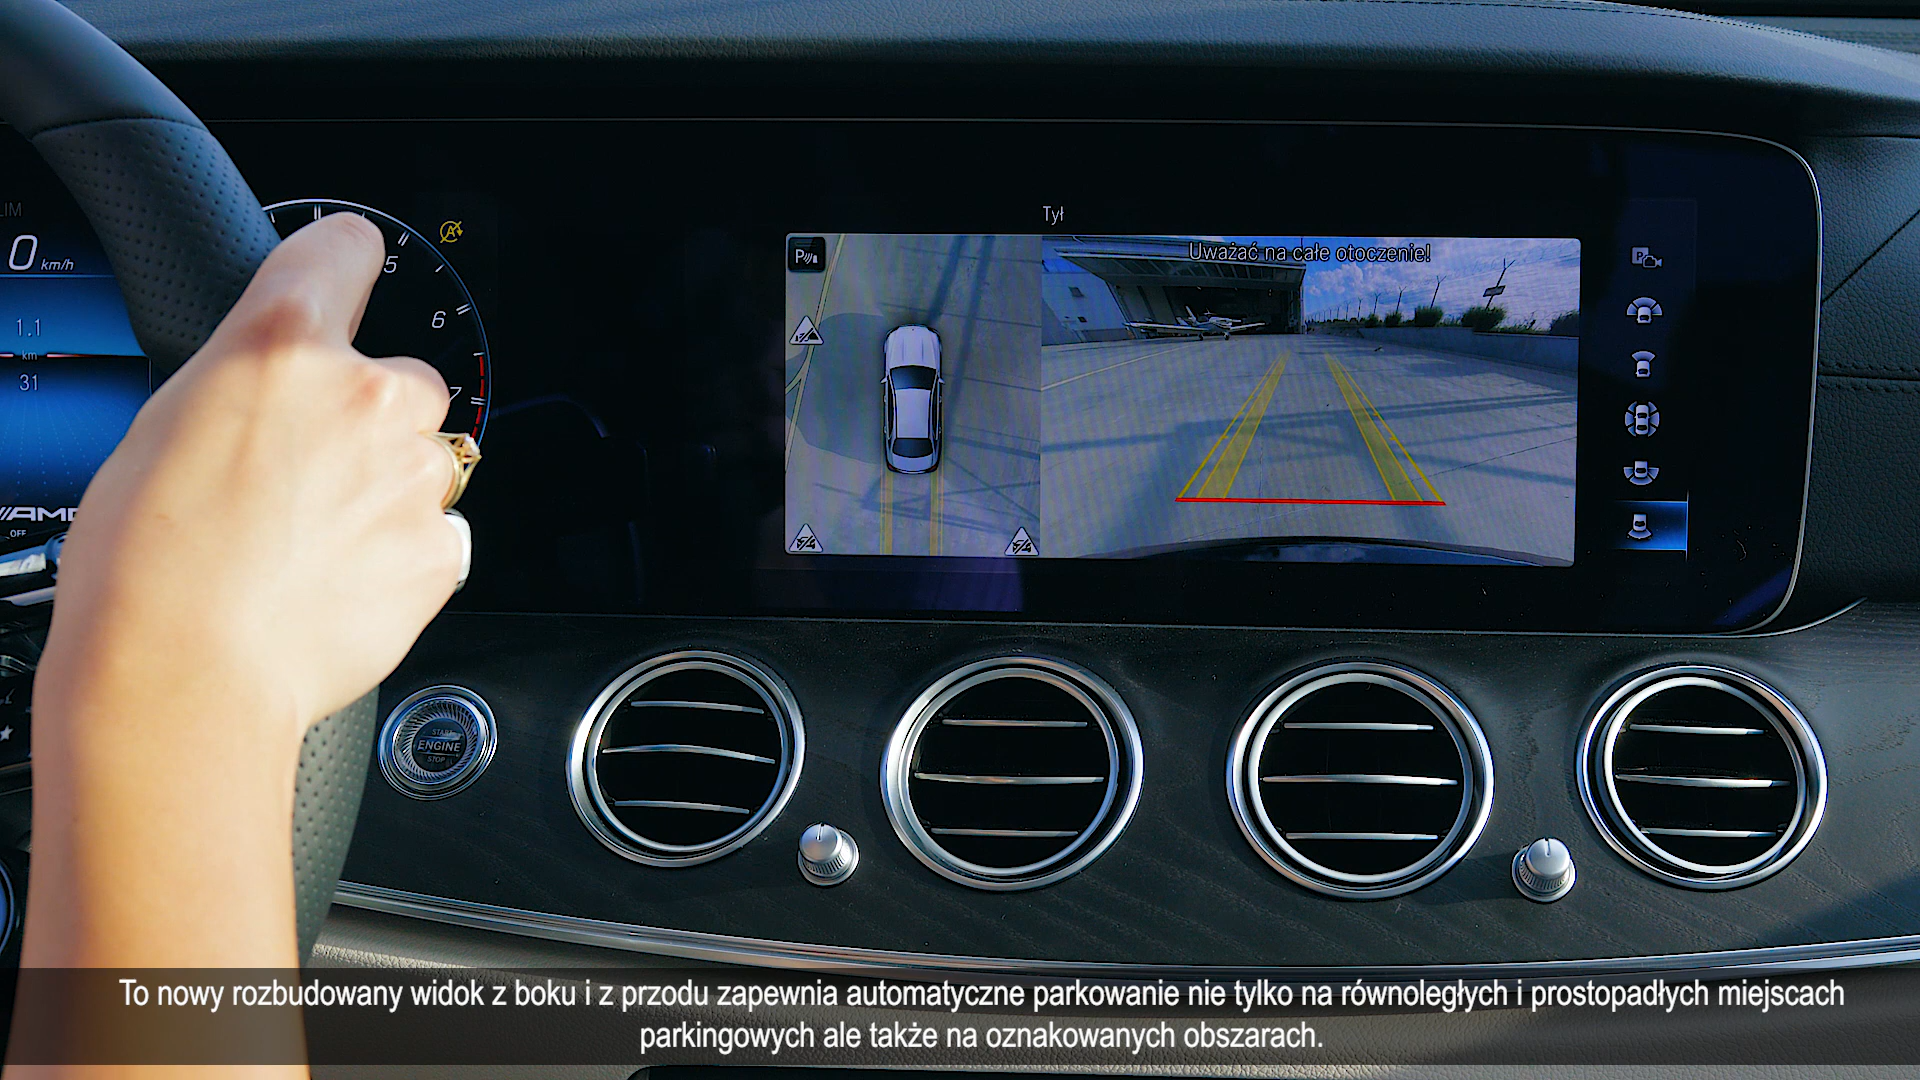 LIM
0 km/h
5
6
7
1.1
km
31
AMG
OFF
Tył
P
Uważać na całe otoczenie!
START
ENGINE
STOP
To nowy rozbudowany widok z boku i z przodu zapewnia automatyczne parkowanie nie tylko na równoległych i prostopadłych miejscach
parkingowych ale także na oznakowanych obszarach.